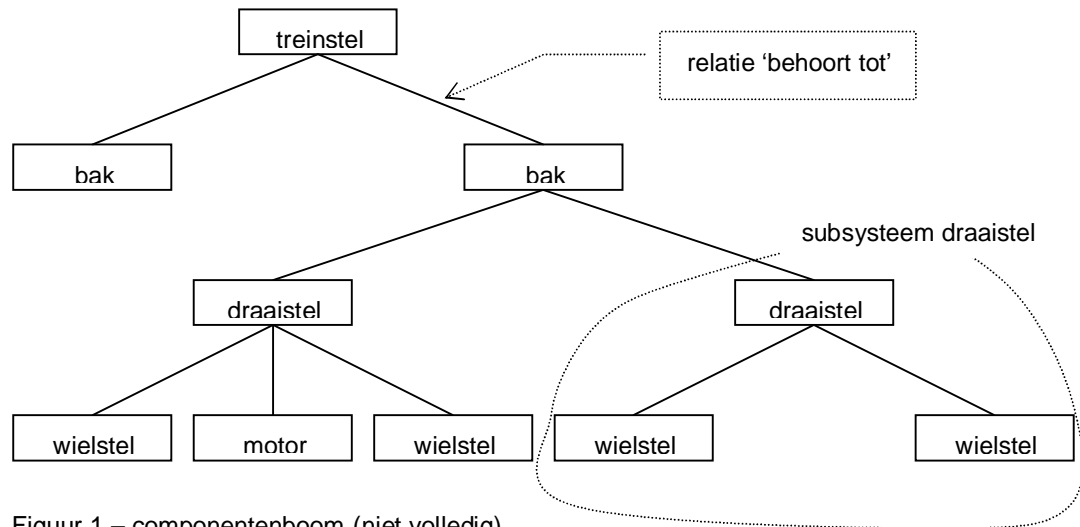 treinstel
relatie ‘behoort tot’
bak
bak
subsysteem draaistel
draaistel
draaistel
wielstel
motor
wielstel
wielstel
wielstel
Figuur 1 – componentenboom (niet volledig)